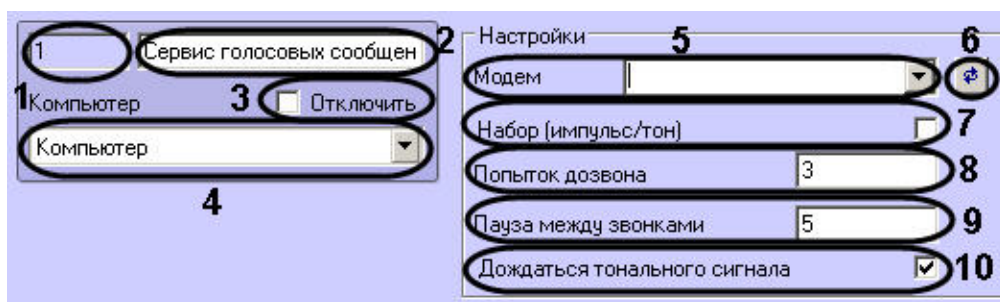 1 Сервис голосовых сообщен 2
1 Компьютер 3 Отключить
Компьютер
4
Настройки 5 6
Модем
Набор (импульс/тон) 7
Попыток дозвона 3 8
Пауза между звонками 5 9
Дождаться тонального сигнала 10